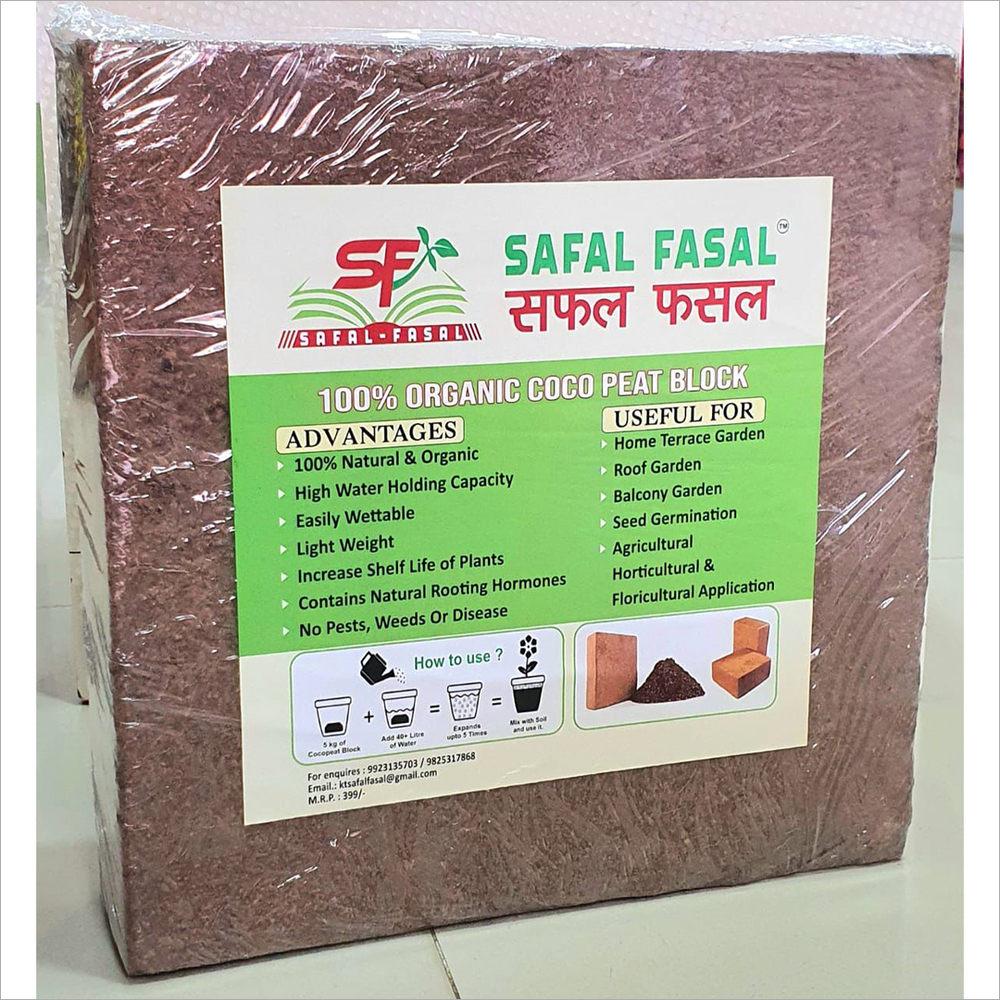 SF
SAFAL-FASAL
SAFAL FASAL TM
सफल फसल
100% ORGANIC COCO PEAT BLOCK
ADVANTAGES
100% Natural & Organic
High Water Holding Capacity
Easily Wettable
Light Weight
Increase Shelf Life of Plants
Contains Natural Rooting Hormones
No Pests, Weeds Or Disease
USEFUL FOR
Home Terrace Garden
Roof Garden
Balcony Garden
Seed Germination
Agricultural
Horticultural &
Floricultural Application
How to use ?
5 kg of
Cocopeat Block
+
Add 40+ Litre
of Water
=
Expands
upto 5 Times
=
Mix with Soil
and use it.
For enquires : 9923135703 / 9825317868
Email.: ktsafalfasal@gmail.com
M.R.P. : 399/-